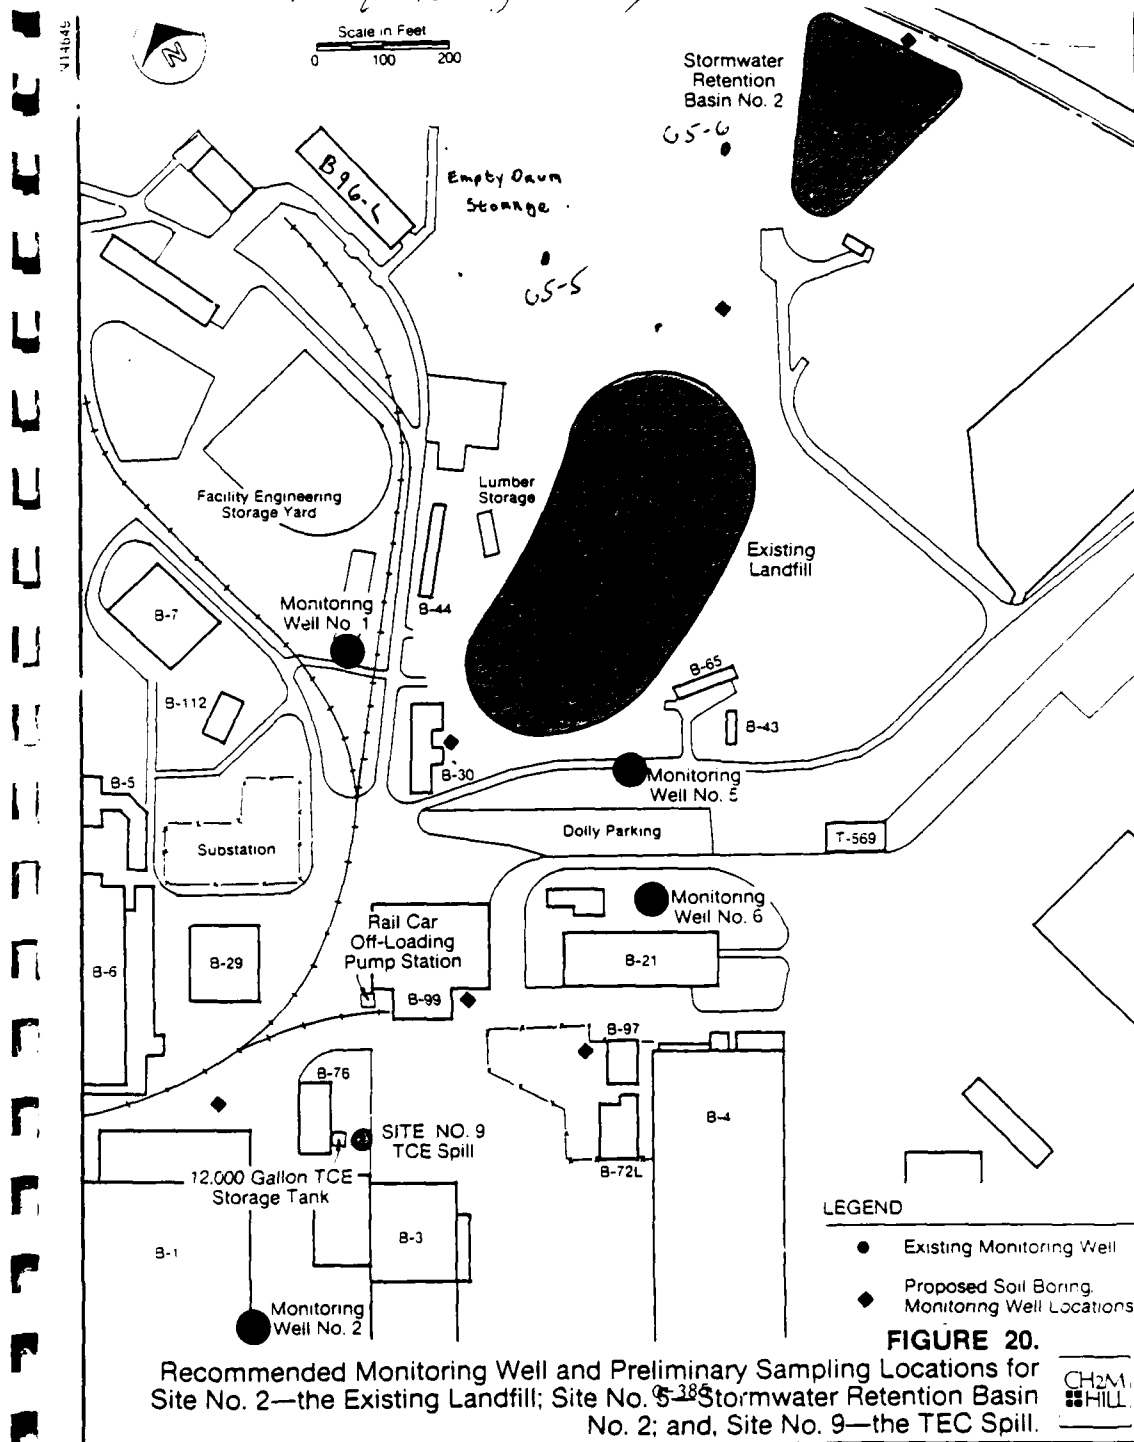 N14645
N
Scale in Feet
0 100 200
Stormwater
Retention
Basin No. 2
05-6
B96-L
Empty Drum
Storage
05-5
Facility Engineering
Storage Yard
Lumber
Storage
Existing
Landfill
B-7
Monitoring
Well No. 1
B-44
B-112
B-65
B-43
B-30
Monitoring
Well No. 5
B-5
Substation
Dolly Parking
T-569
Monitoring
Well No. 6
Rail Car
Off-Loading
Pump Station
B-6
B-29
B-99
B-21
B-97
B-76
B-4
SITE NO. 9
TCE Spill
12,000 Gallon TCE
Storage Tank
B-72L
B-1
B-3
Monitoring
Well No. 2
LEGEND
Existing Monitoring Well
Proposed Soil Boring.
Monitoring Well Locations
FIGURE 20.
Recommended Monitoring Well and Preliminary Sampling Locations for
Site No. 2—the Existing Landfill; Site No. 5—Stormwater Retention Basin
No. 2; and, Site No. 9—the TEC Spill.
CH2M
HILL